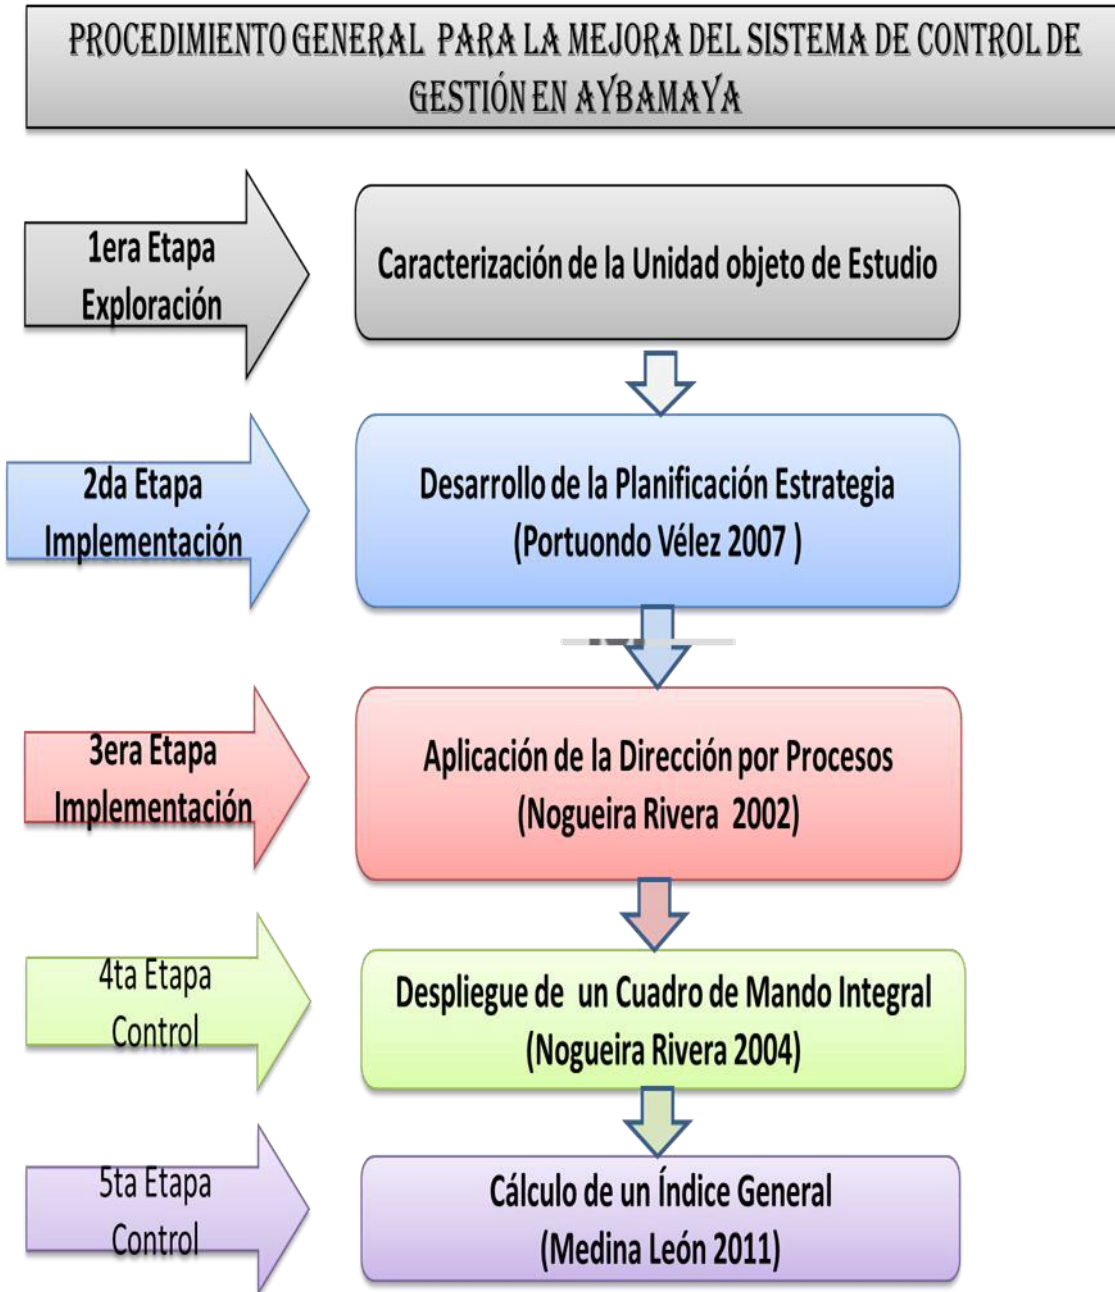 PROCEDIMIENTO GENERAL PARA LA MEJORA DEL SISTEMA DE CONTROL DE
GESTIÓN EN AYBAMAYA
1era Etapa
Exploración
Caracterización de la Unidad objeto de Estudio
2da Etapa
Implementación
Desarrollo de la Planificación Estrategia
(Portuondo Vélez 2007 )
3era Etapa
Implementación
Aplicación de la Dirección por Procesos
(Nogueira Rivera 2002)
4ta Etapa
Control
Despliegue de un Cuadro de Mando Integral
(Nogueira Rivera 2004)
5ta Etapa
Control
Cálculo de un Índice General
(Medina León 2011)